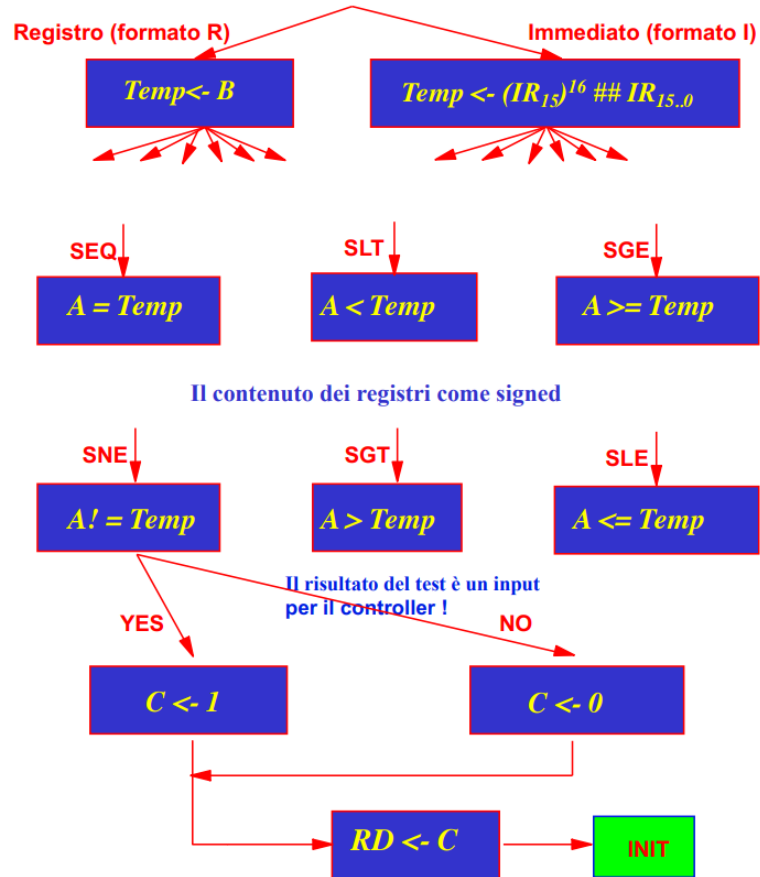 Registro (formato R)
Immediato (formato I)
Temp<- B
Temp <- (IR₁₅)¹⁶ ## IR₁₅..₀
SEQ
SLT
SGE
A = Temp
A < Temp
A >= Temp
Il contenuto dei registri come signed
SNE
SGT
SLE
A! = Temp
A > Temp
A <= Temp
Il risultato del test è un input
per il controller !
YES
NO
C <- 1
C <- 0
RD <- C
INIT